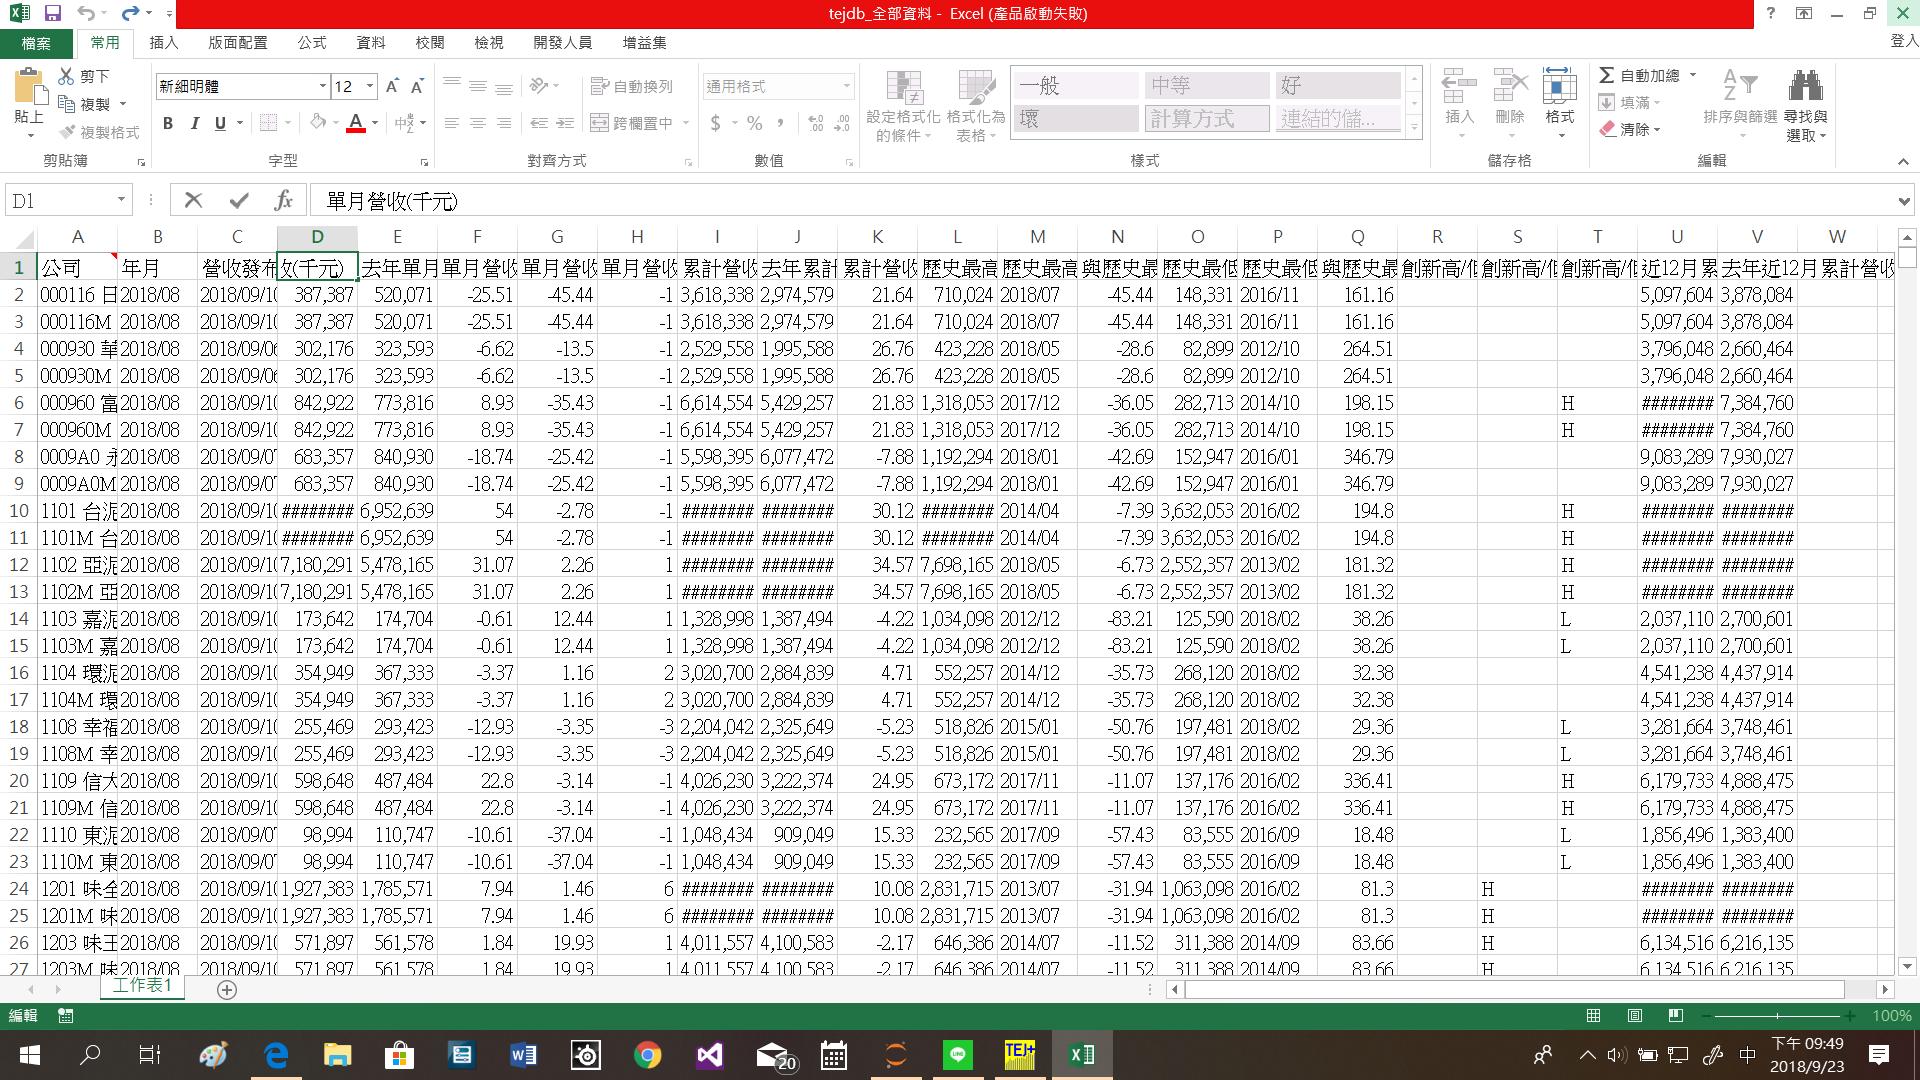 tejdb_全部資料 - Excel (產品啟動失敗)
檔案 常用 插入 版面配置 公式 資料 校閱 檢視 開發人員 增益集 登入
貼上 剪下 複製 複製格式 剪貼簿
新細明體 12 B I U 字型
自動換列 跨欄置中 對齊方式
通用格式 $ % , 數值
設定格式化的條件 格式化為表格 一般 中等 好
壞 計算方式 連結的儲... 樣式
插入 刪除 格式 儲存格
自動加總 填滿 清除 排序與篩選 尋找與選取 編輯
D1 fx 單月營收(千元)
A B C D E F G H I J K L M N O P Q R S T U V W
1 公司 年月 營收發布 文(千元) 去年單月 單月營收 單月營收 單月營收 累計營收 去年累計 累計營收 歷史最高 歷史最高 與歷史最 歷史最低 歷史最低 與歷史最 創新高/低 創新高/低 創新高/低 近12月累 去年近12月累計營收
2 000116 日 2018/08 2018/09/10 387,387 520,071 -25.51 -45.44 -1 3,618,338 2,974,579 21.64 710,024 2018/07 -45.44 148,331 2016/11 161.16 5,097,604 3,878,084
3 000116M 2018/08 2018/09/10 387,387 520,071 -25.51 -45.44 -1 3,618,338 2,974,579 21.64 710,024 2018/07 -45.44 148,331 2016/11 161.16 5,097,604 3,878,084
4 000930 華 2018/08 2018/09/06 302,176 323,593 -6.62 -13.5 -1 2,529,558 1,995,588 26.76 423,228 2018/05 -28.6 82,899 2012/10 264.51 3,796,048 2,660,464
5 000930M 2018/08 2018/09/06 302,176 323,593 -6.62 -13.5 -1 2,529,558 1,995,588 26.76 423,228 2018/05 -28.6 82,899 2012/10 264.51 3,796,048 2,660,464
6 000960 富 2018/08 2018/09/10 842,922 773,816 8.93 -35.43 -1 6,614,554 5,429,257 21.83 1,318,053 2017/12 -36.05 282,713 2014/10 198.15 H ######## 7,384,760
7 000960M 2018/08 2018/09/10 842,922 773,816 8.93 -35.43 -1 6,614,554 5,429,257 21.83 1,318,053 2017/12 -36.05 282,713 2014/10 198.15 H ######## 7,384,760
8 0009A0 永 2018/08 2018/09/07 683,357 840,930 -18.74 -25.42 -1 5,598,395 6,077,472 -7.88 1,192,294 2018/01 -42.69 152,947 2016/01 346.79 9,083,289 7,930,027
9 0009A0M 2018/08 2018/09/07 683,357 840,930 -18.74 -25.42 -1 5,598,395 6,077,472 -7.88 1,192,294 2018/01 -42.69 152,947 2016/01 346.79 9,083,289 7,930,027
10 1101 台泥 2018/08 2018/09/10 ######## 6,952,639 54 -2.78 -1 ######## ######## 30.12 ######## 2014/04 -7.39 3,632,053 2016/02 194.8 H ######## ########
11 1101M 台 2018/08 2018/09/10 ######## 6,952,639 54 -2.78 -1 ######## ######## 30.12 ######## 2014/04 -7.39 3,632,053 2016/02 194.8 H ######## ########
12 1102 亞泥 2018/08 2018/09/10 7,180,291 5,478,165 31.07 2.26 1 ######## ######## 34.57 7,698,165 2018/05 -6.73 2,552,357 2013/02 181.32 H ######## ########
13 1102M 亞 2018/08 2018/09/10 7,180,291 5,478,165 31.07 2.26 1 ######## ######## 34.57 7,698,165 2018/05 -6.73 2,552,357 2013/02 181.32 H ######## ########
14 1103 嘉泥 2018/08 2018/09/10 173,642 174,704 -0.61 12.44 1 1,328,998 1,387,494 -4.22 1,034,098 2012/12 -83.21 125,590 2018/02 38.26 L 2,037,110 2,700,601
15 1103M 嘉 2018/08 2018/09/10 173,642 174,704 -0.61 12.44 1 1,328,998 1,387,494 -4.22 1,034,098 2012/12 -83.21 125,590 2018/02 38.26 L 2,037,110 2,700,601
16 1104 環泥 2018/08 2018/09/10 354,949 367,333 -3.37 1.16 2 3,020,700 2,884,839 4.71 552,257 2014/12 -35.73 268,120 2018/02 32.38 4,541,238 4,437,914
17 1104M 環 2018/08 2018/09/10 354,949 367,333 -3.37 1.16 2 3,020,700 2,884,839 4.71 552,257 2014/12 -35.73 268,120 2018/02 32.38 4,541,238 4,437,914
18 1108 幸福 2018/08 2018/09/10 255,469 293,423 -12.93 -3.35 -3 2,204,042 2,325,649 -5.23 518,826 2015/01 -50.76 197,481 2018/02 29.36 L 3,281,664 3,748,461
19 1108M 幸 2018/08 2018/09/10 255,469 293,423 -12.93 -3.35 -3 2,204,042 2,325,649 -5.23 518,826 2015/01 -50.76 197,481 2018/02 29.36 L 3,281,664 3,748,461
20 1109 信大 2018/08 2018/09/10 598,648 487,484 22.8 -3.14 -1 4,026,230 3,222,374 24.95 673,172 2017/11 -11.07 137,176 2016/02 336.41 H 6,179,733 4,888,475
21 1109M 信 2018/08 2018/09/10 598,648 487,484 22.8 -3.14 -1 4,026,230 3,222,374 24.95 673,172 2017/11 -11.07 137,176 2016/02 336.41 H 6,179,733 4,888,475
22 1110 東泥 2018/08 2018/09/07 98,994 110,747 -10.61 -37.04 -1 1,048,434 909,049 15.33 232,565 2017/09 -57.43 83,555 2016/09 18.48 L 1,856,496 1,383,400
23 1110M 東 2018/08 2018/09/07 98,994 110,747 -10.61 -37.04 -1 1,048,434 909,049 15.33 232,565 2017/09 -57.43 83,555 2016/09 18.48 L 1,856,496 1,383,400
24 1201 味全 2018/08 2018/09/10 1,927,383 1,785,571 7.94 1.46 6 ######## ######## 10.08 2,831,715 2013/07 -31.94 1,063,098 2016/02 81.3 H ######## ########
25 1201M 味 2018/08 2018/09/10 1,927,383 1,785,571 7.94 1.46 6 ######## ######## 10.08 2,831,715 2013/07 -31.94 1,063,098 2016/02 81.3 H ######## ########
26 1203 味王 2018/08 2018/09/10 571,897 561,578 1.84 19.93 1 4,011,557 4,100,583 -2.17 646,386 2014/07 -11.52 311,388 2014/09 83.66 H 6,134,516 6,216,135
27 1203M 味 2018/08 2018/09/10 571,897 561,578 1.84 19.93 1 4,011,557 4,100,583 -2.17 646,386 2014/07 -11.52 311,388 2014/09 83.66 H 6,134,516 6,216,135
工作表1
編輯 100%
20 LINE TEJ+ 中 下午 09:49
2018/9/23